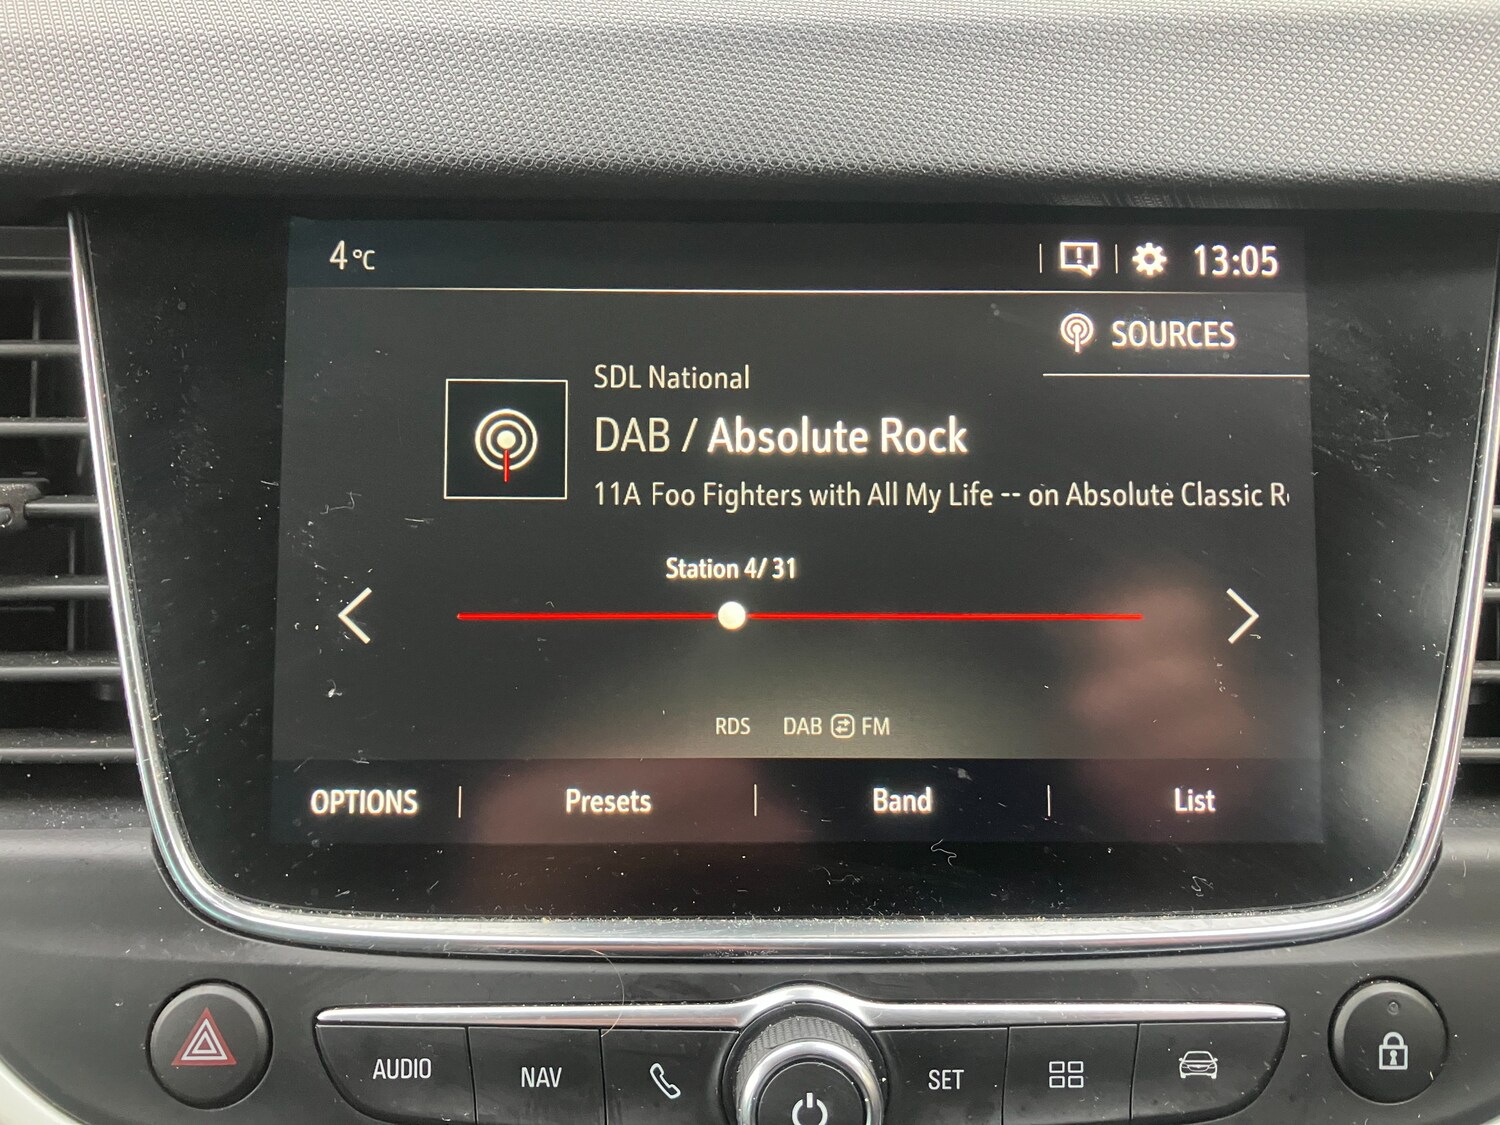 4°C
13:05
SOURCES
SDL National
DAB / Absolute Rock
11A Foo Fighters with All My Life -- on Absolute Classic R
Station 4/ 31
RDS DAB FM
OPTIONS Presets Band List
AUDIO NAV SET